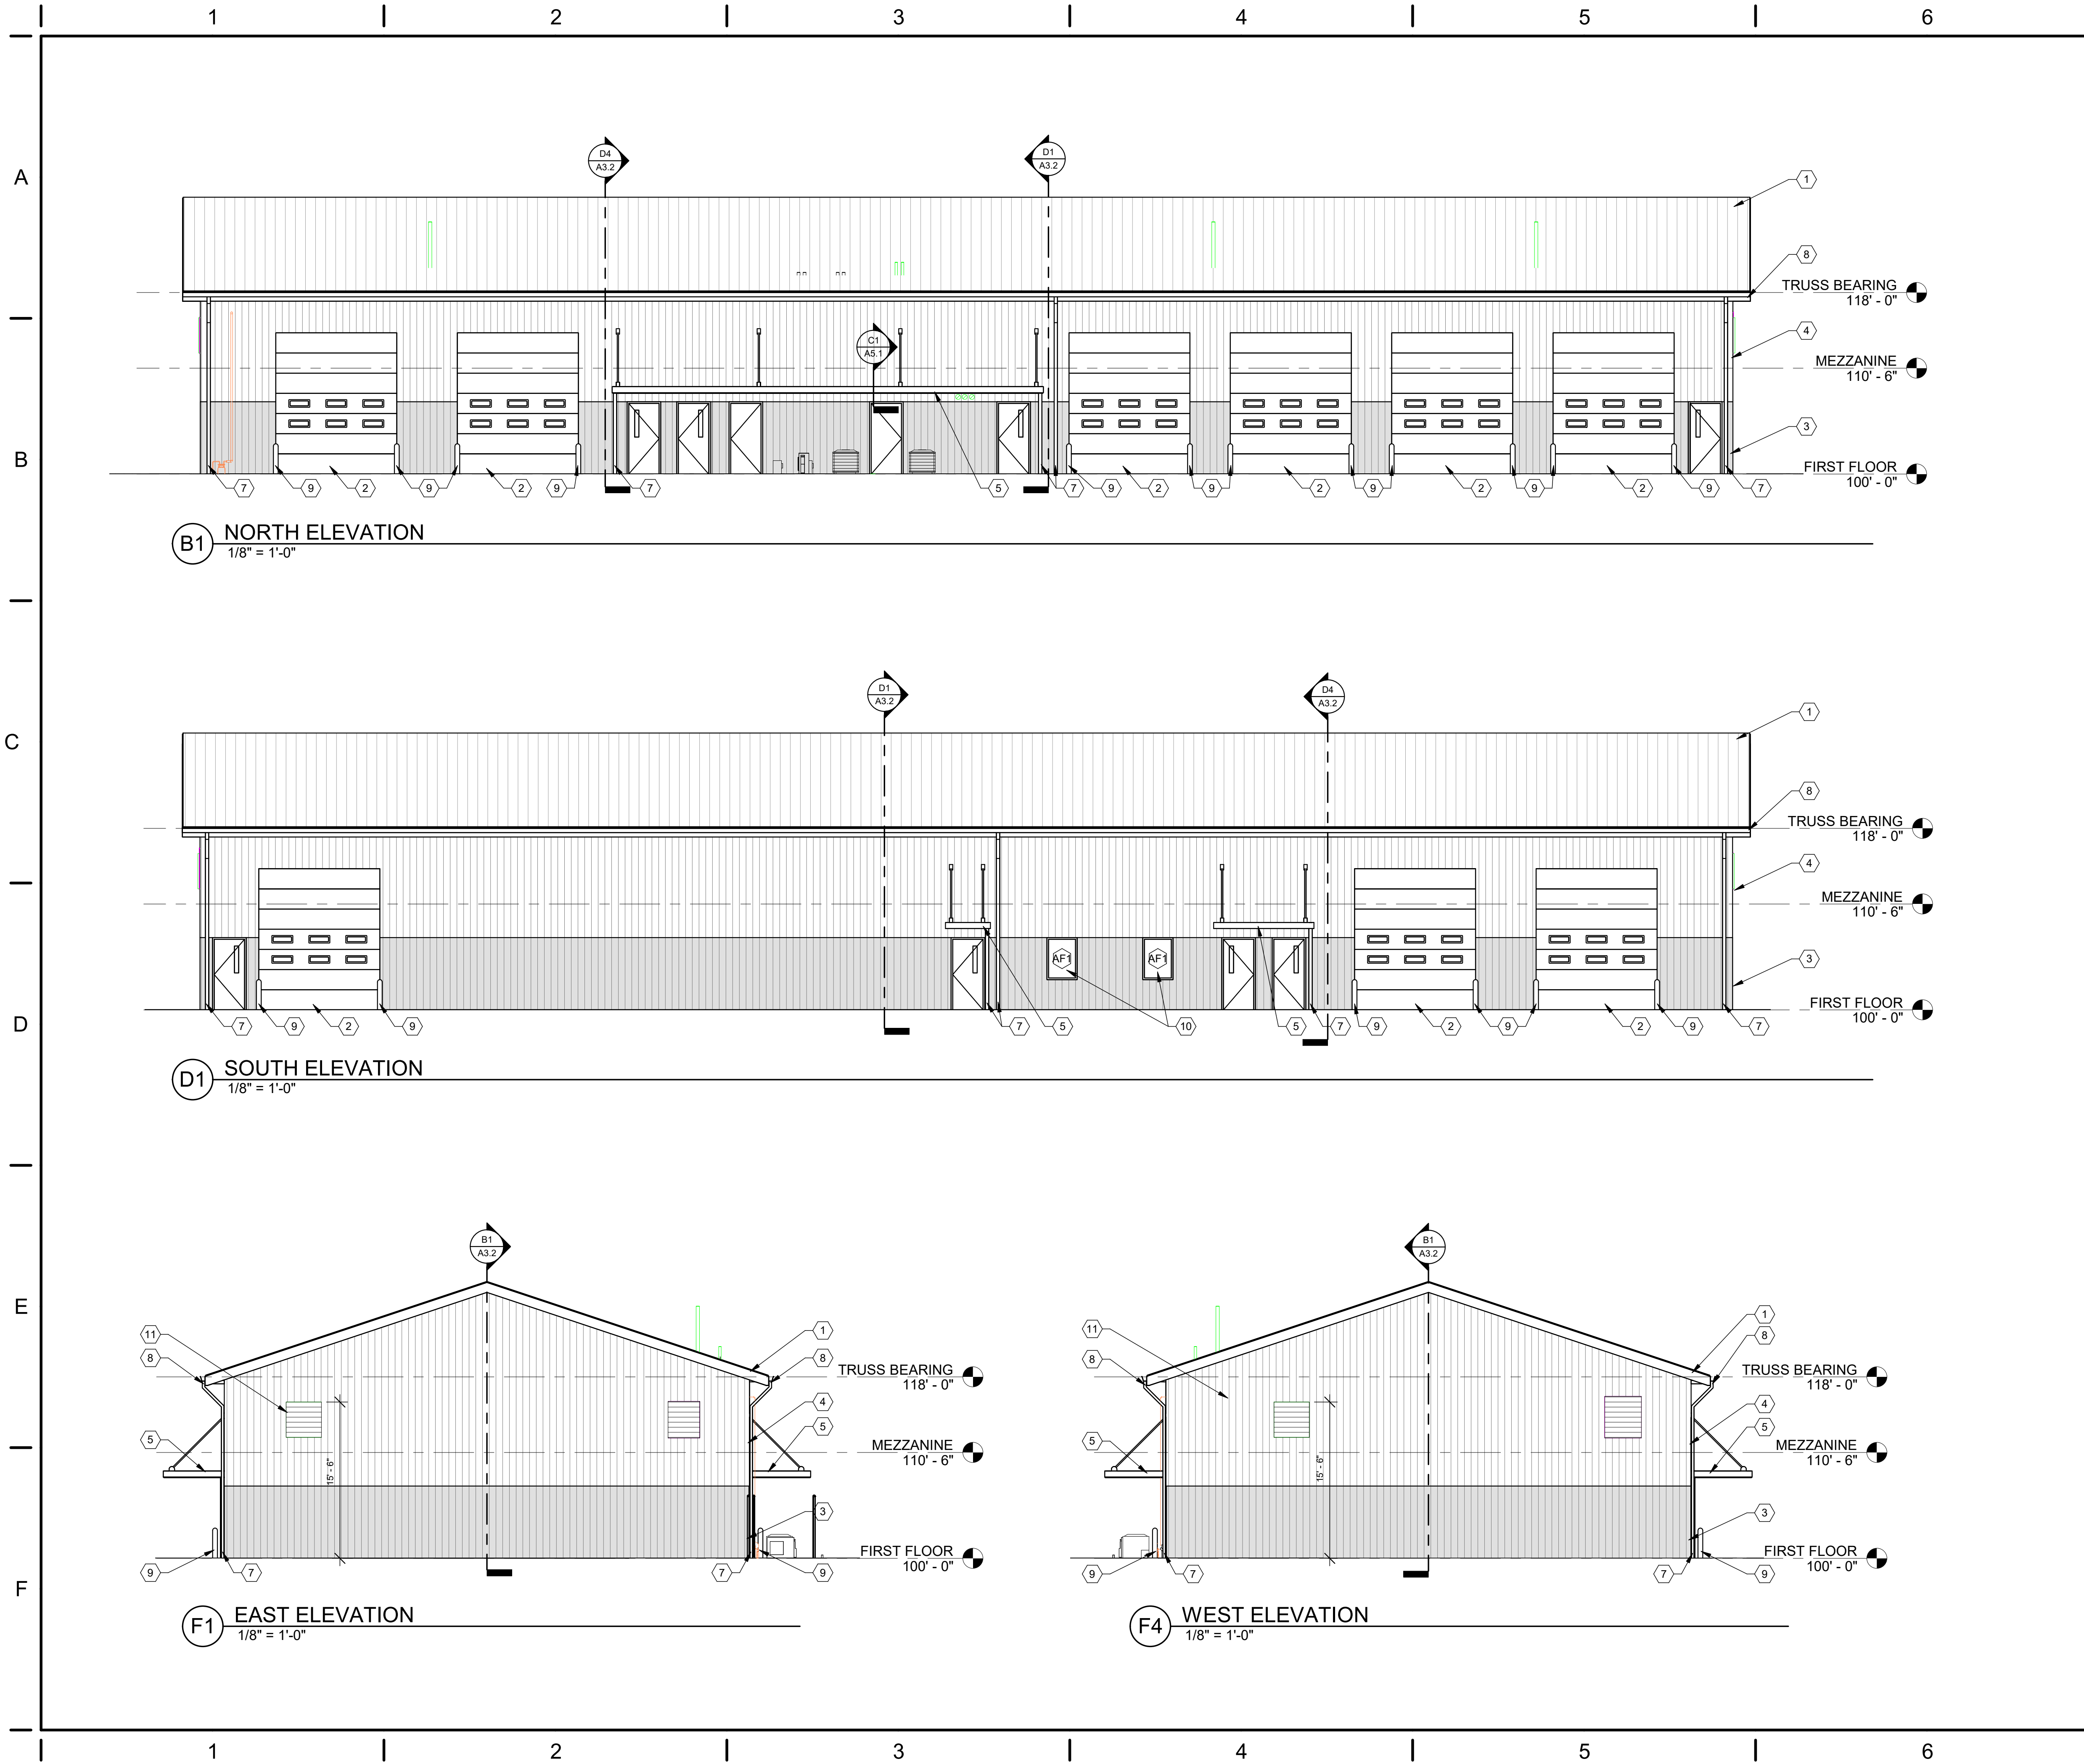 1 2 3 4 5 6
A
B
C
D
E
F
D4
A3.2
D1
A3.2
1
8
TRUSS BEARING
118' - 0"
4
C1
A5.1
MEZZANINE
110' - 6"
3
FIRST FLOOR
100' - 0"
7 9 2 9 2 9 7 5 7 9 2 9 2 9 2 9 2 9 7
B1 NORTH ELEVATION
1/8" = 1'-0"
D1
A3.2
D4
A3.2
1
8
TRUSS BEARING
118' - 0"
4
MEZZANINE
110' - 6"
AF1 AF1
3
FIRST FLOOR
100' - 0"
7 9 2 9 7 5 10 5 7 9 2 9 2 9 7
D1 SOUTH ELEVATION
1/8" = 1'-0"
B1
A3.2
11
8
1
8
TRUSS BEARING
118' - 0"
4
5
5
MEZZANINE
110' - 6"
15' - 6"
3
FIRST FLOOR
100' - 0"
9 7 7 9
F1 EAST ELEVATION
1/8" = 1'-0"
B1
A3.2
11
8
1
8
TRUSS BEARING
118' - 0"
4
5
5
MEZZANINE
110' - 6"
15' - 6"
3
FIRST FLOOR
100' - 0"
9 7 7 9
F4 WEST ELEVATION
1/8" = 1'-0"
1 2 3 4 5 6